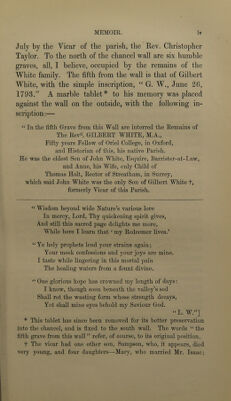 MEMOIR.
lv
July by the Vicar of the parish, the Rev. Christopher
Taylor. To the north of the chancel wall are six humble
graves, all, I believe, occupied by the remains of the
White family. The fifth from the wall is that of Gilbert
White, with the simple inscription, “ G. W., June 26,
1793.” A marble tablet * to his memory was placed
against the wall on the outside, with the following in-
scription:—
“ In the fifth Grave from this Wall are interred the Remains of
The Revd. GILBERT WHITE, M.A.,
Fifty years Fellow of Oriel College, in Oxford,
and Historian of this, his native Parish.
He was the eldest Son of John White, Esquire, Barrister-at-Law,
and Anne, his Wife, only Child of
Thomas Holt, Rector of Streatham, in Surrey,
which said John White was the only Son of Gilbert White †,
formerly Vicar of this Parish.
“ Wisdom beyond wide Nature's various lore
In mercy, Lord, Thy quickening spirit gives,
And still this sacred page delights me more,
While here I learn that ‘ my Redeemer lives.’
“ Ye holy prophets lend your strains again;
Your meek confessions and your joys are mine.
I taste while lingering in this mortal pain
The healing waters from a fount divine.
“ One glorious hope has crowned my length of days:
I know, though soon beneath the valley's sod
Shall rot the wasting form whose strength decays,
Yet shall mine eyes behold my Saviour God.
“ L. W.”]
* This tablet has since been removed for its better preservation
into the chancel, and is fixed to the south wall. The words “ the
fifth grave from this wall ” refer, of course, to its original position.
† The vicar had one other son, Sampson, who, it appears, died
very young, and four daughters—Mary, who married Mr. Isaac;